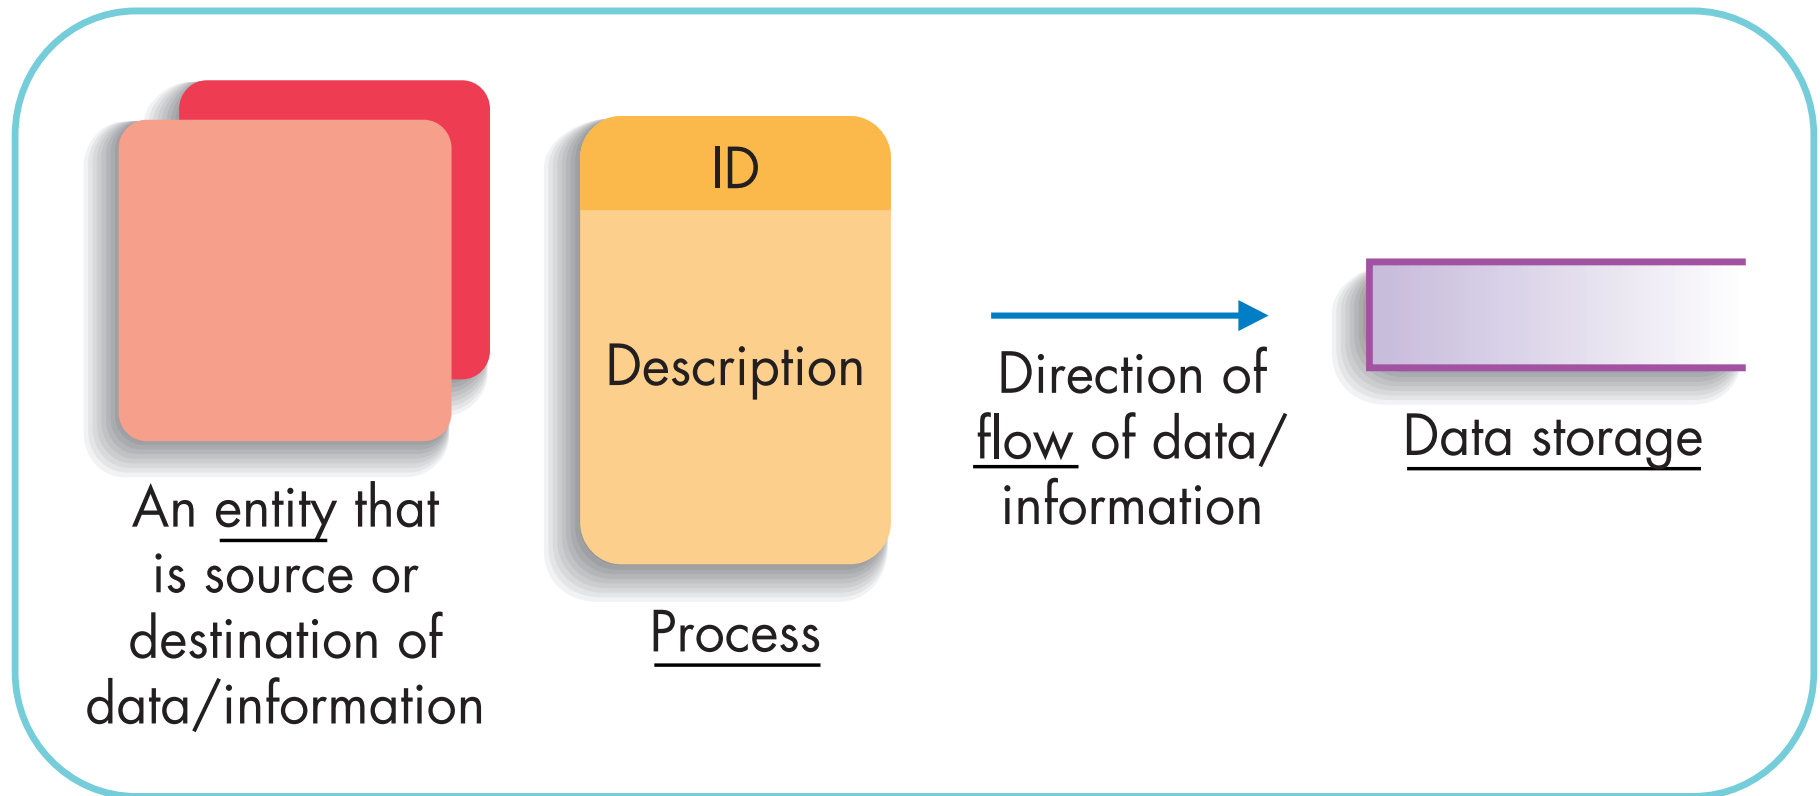 ID
Description
An entity that
is source or
destination of
data/information
Process
Direction of
flow of data/
information
Data storage